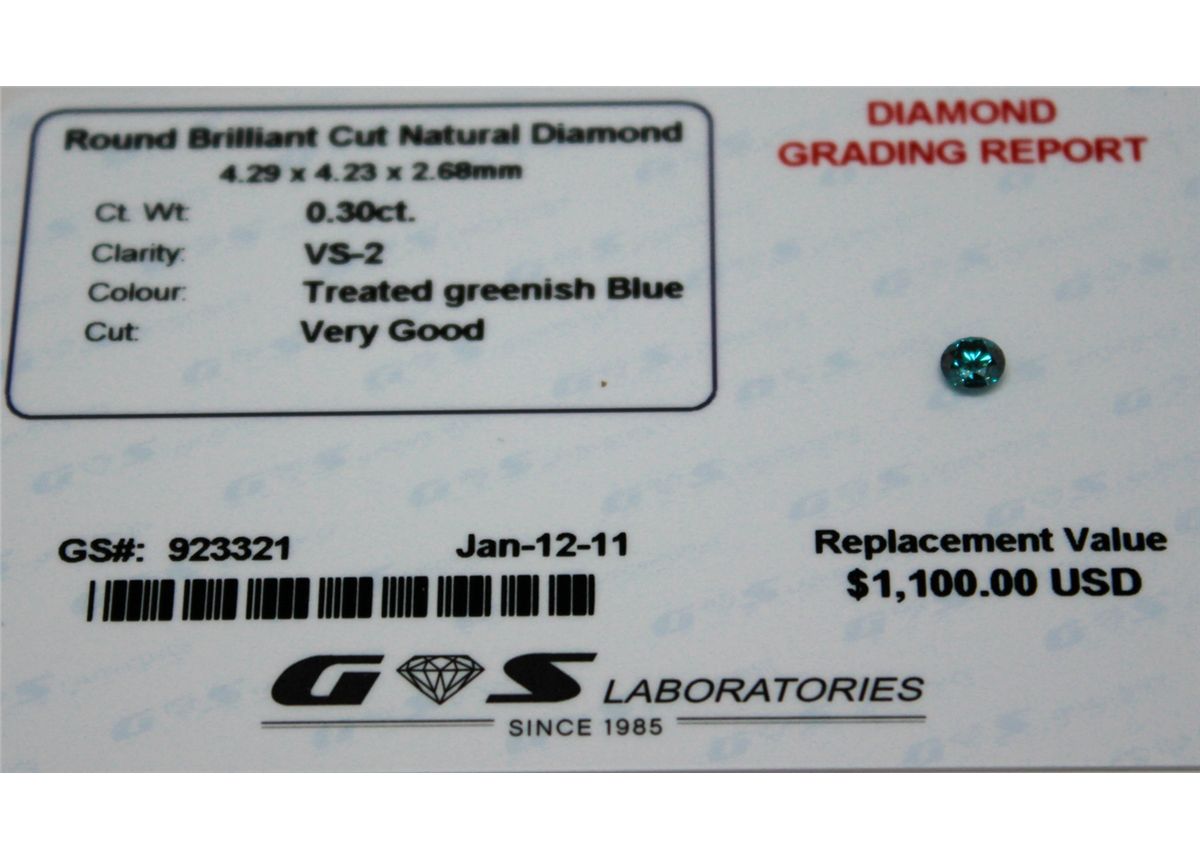 Round Brilliant Cut Natural Diamond
4.29 x 4.23 x 2.68mm
Ct. Wt: 0.30ct.
Clarity: VS-2
Colour: Treated greenish Blue
Cut: Very Good
DIAMOND
GRADING REPORT
GS#: 923321 Jan-12-11
Replacement Value
$1,100.00 USD
GS LABORATORIES
SINCE 1985